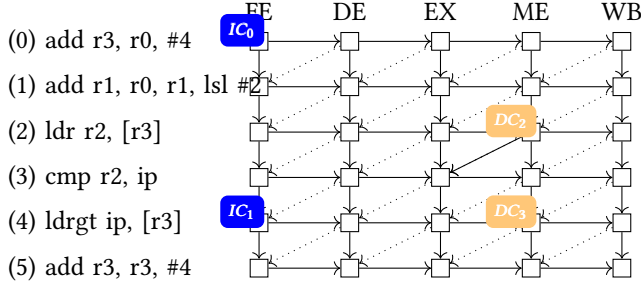 FE DE EX ME WB
(0) add r3, r0, #4 IC0
(1) add r1, r0, r1, lsl #2
(2) ldr r2, [r3] DC2
(3) cmp r2, ip
(4) ldrgt ip, [r3] IC1 DC3
(5) add r3, r3, #4